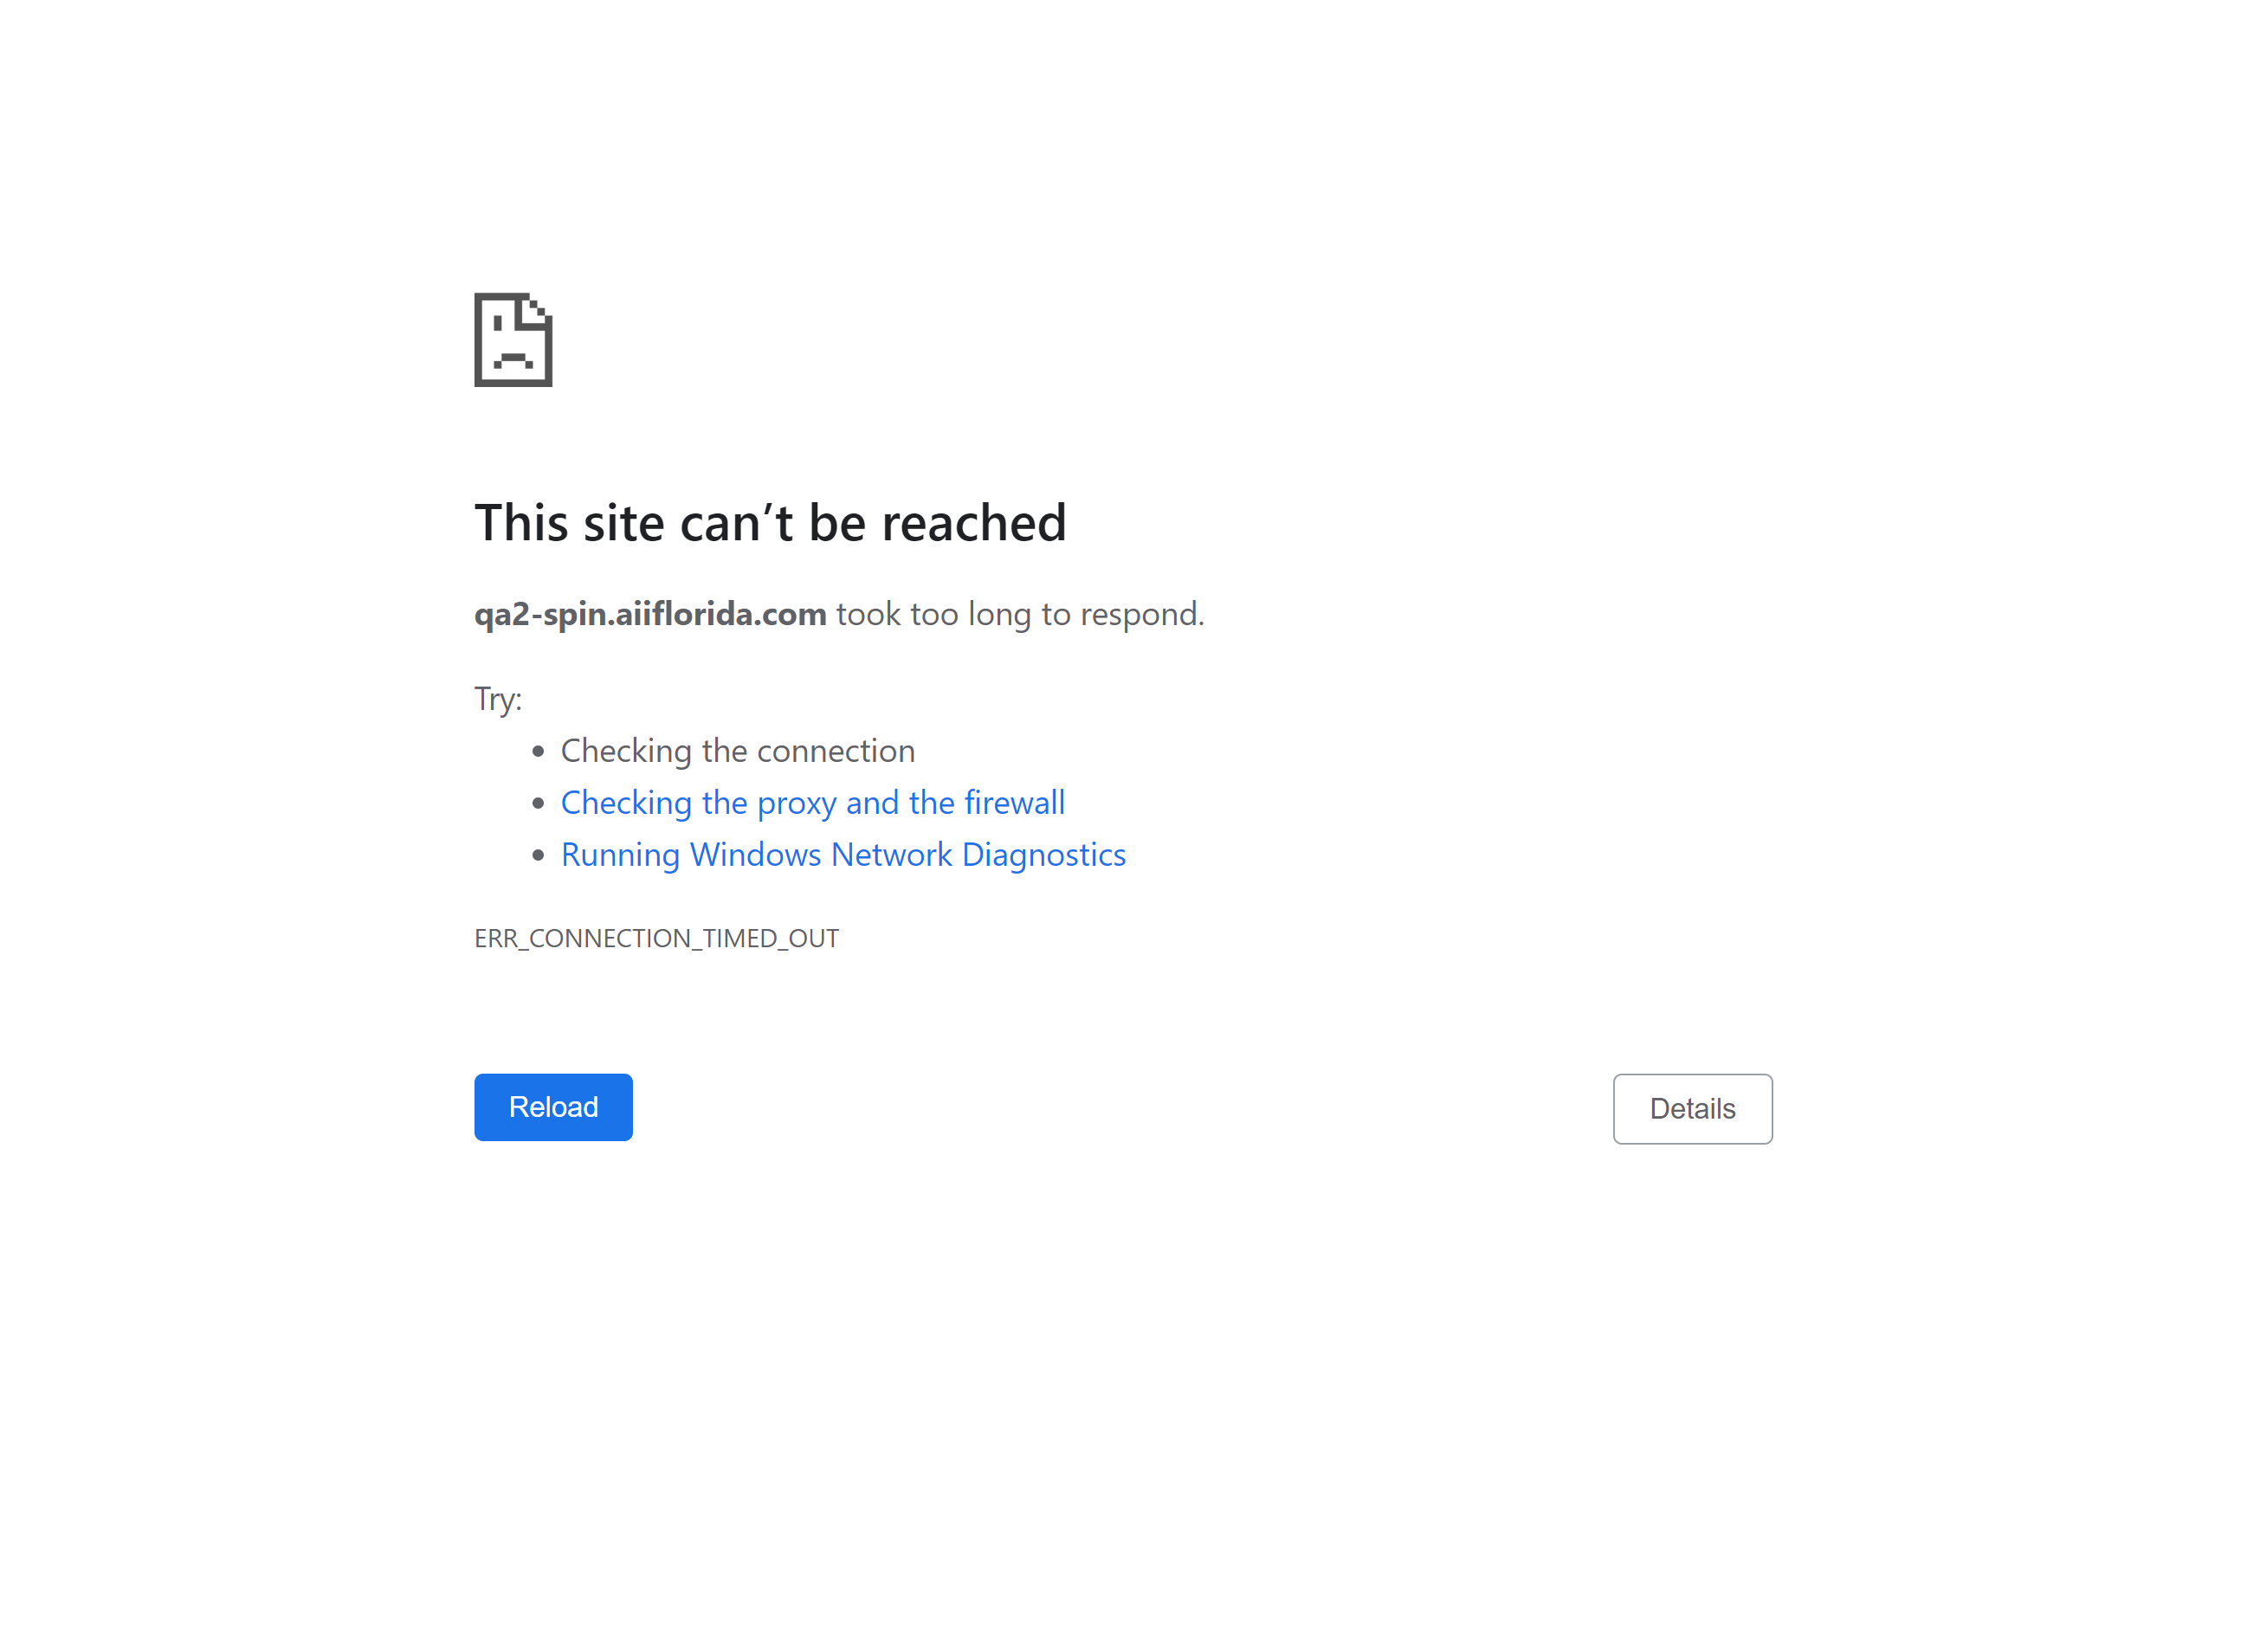 This site can’t be reached
qa2-spin.aiiflorida.com took too long to respond.
Try:
Checking the connection
Checking the proxy and the firewall
Running Windows Network Diagnostics
ERR_CONNECTION_TIMED_OUT
Reload
Details